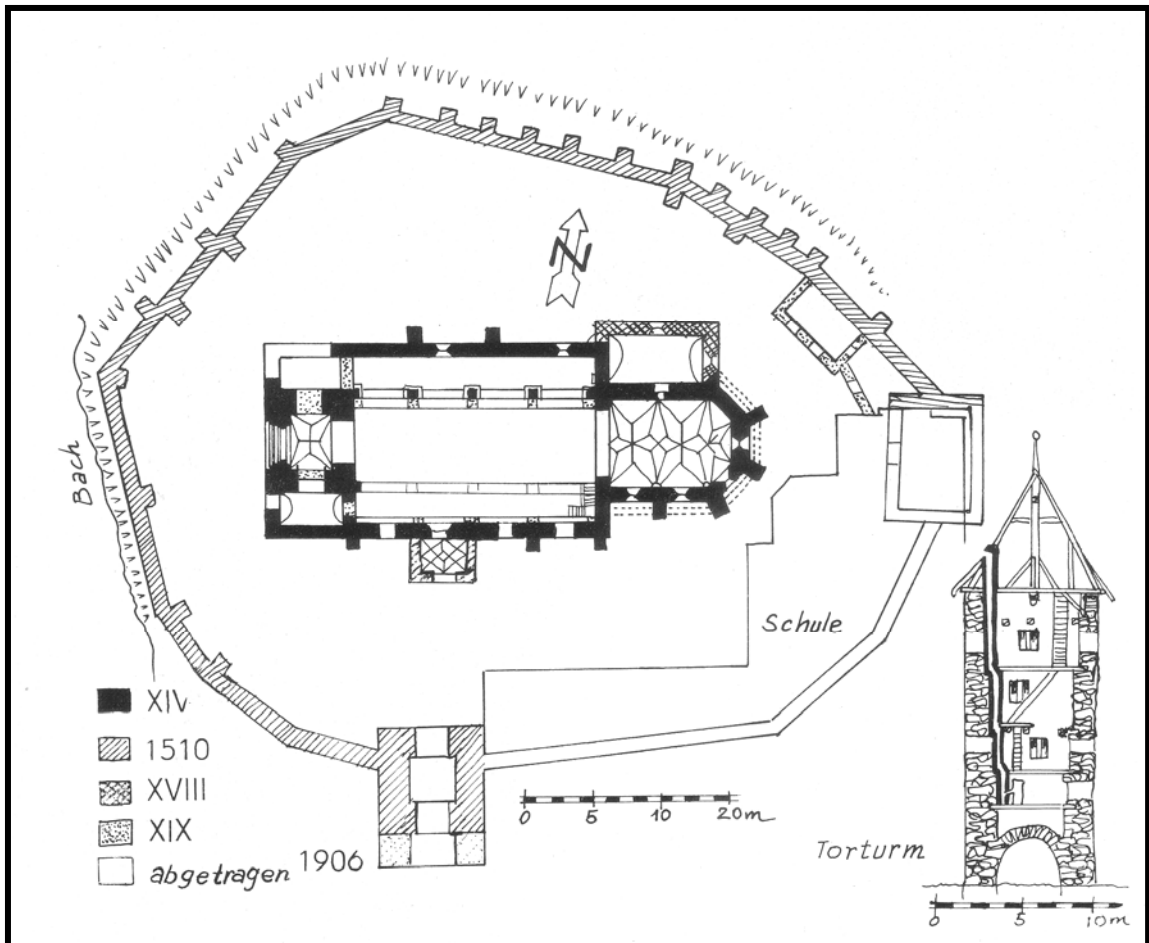 N
Bach
Schule
XIV
1510
XVIII
XIX
abgetragen 1906
0 5 10 20m
Torturm
0 5 10m